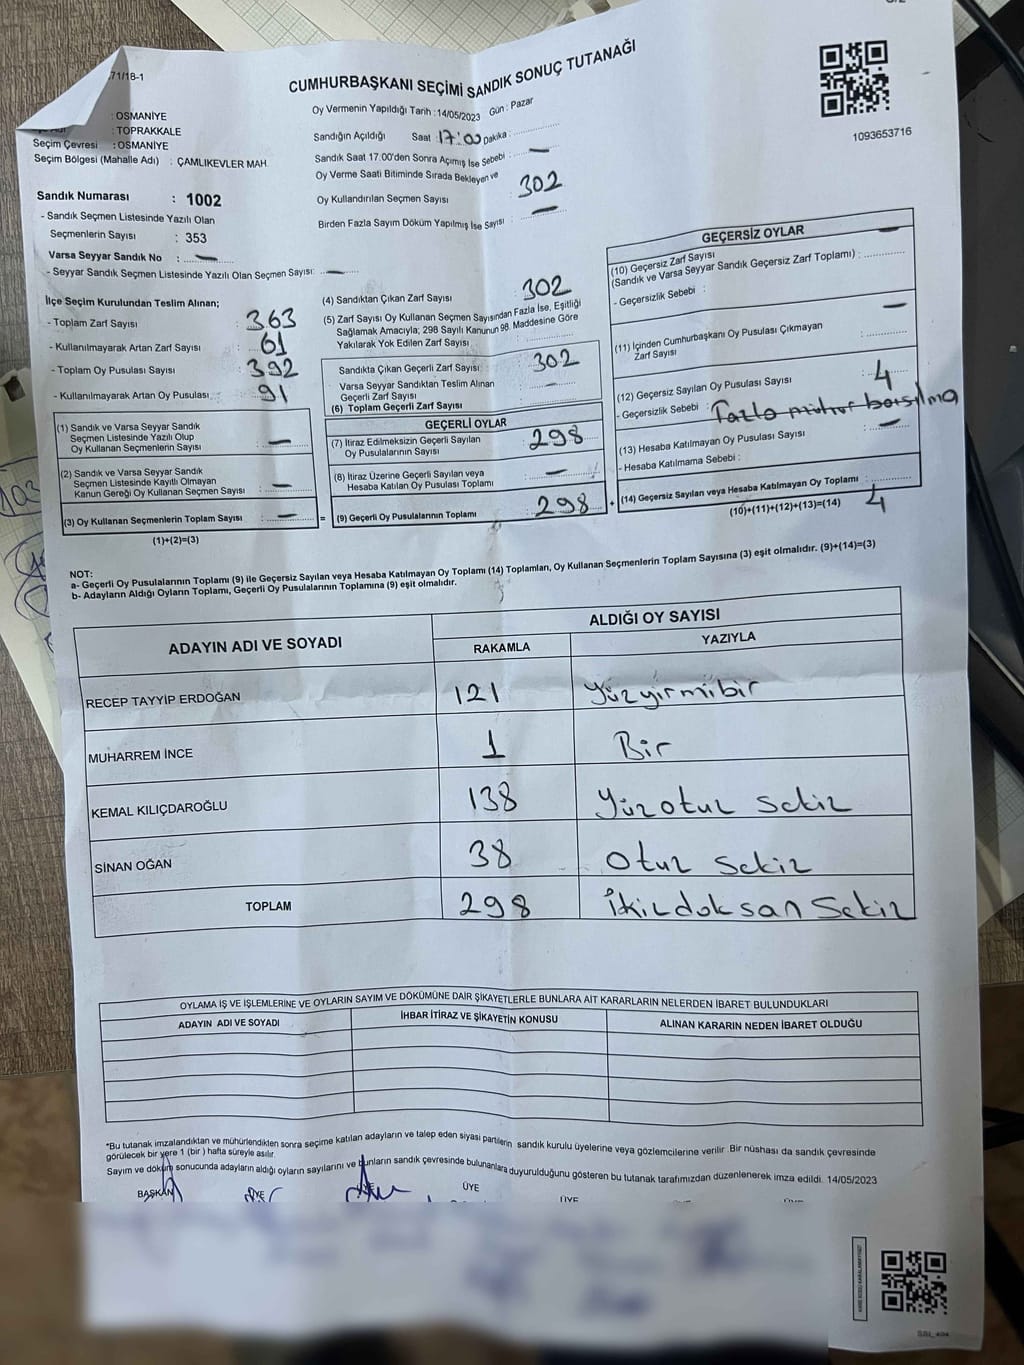 71/18-1
CUMHURBAŞKANI SEÇİMİ SANDIK SONUÇ TUTANAĞI
: OSMANİYE
: TOPRAKKALE
Seçim Çevresi : OSMANİYE
Seçim Bölgesi (Mahalle Adı) : ÇAMLIKEVLER MAH.
Oy Vermenin Yapıldığı Tarih : 14/05/2023 Gün : Pazar
Sandığın Açıldığı Saat : 17:00 Dakika :
Sandık Saat 17.00'den Sonra Açımış İse Sebebi : —
Oy Verme Saati Bitiminde Sırada Bekleyen ve
Oy Kullandırılan Seçmen Sayısı : 302
Birden Fazla Sayım Döküm Yapılmış İse Sayısı : —
1093653716
Sandık Numarası : 1002
- Sandık Seçmen Listesinde Yazılı Olan
Seçmenlerin Sayısı : 353
Varsa Seyyar Sandık No : —
- Seyyar Sandık Seçmen Listesinde Yazılı Olan Seçmen Sayısı: —
İlçe Seçim Kurulundan Teslim Alınan;
- Toplam Zarf Sayısı : 363
- Kullanılmayarak Artan Zarf Sayısı : 61
- Toplam Oy Pusulası Sayısı : 392
- Kullanılmayarak Artan Oy Pusulası : 91
(1) Sandık ve Varsa Seyyar Sandık
Seçmen Listesinde Yazılı Olup
Oy Kullanan Seçmenlerin Sayısı : —
(2) Sandık ve Varsa Seyyar Sandık
Seçmen Listesinde Kayıtlı Olmayan
Kanun Gereği Oy Kullanan Seçmen Sayısı : —
(3) Oy Kullanan Seçmenlerin Toplam Sayısı : —
(1)+(2)=(3)
(4) Sandıktan Çıkan Zarf Sayısı 302
(5) Zarf Sayısı Oy Kullanan Seçmen Sayısından Fazla İse, Eşitliği
Sağlamak Amacıyla; 298 Sayılı Kanunun 98. Maddesine Göre
Yakılarak Yok Edilen Zarf Sayısı
Sandıkta Çıkan Geçerli Zarf Sayısı : 302
Varsa Seyyar Sandıktan Teslim Alınan
Geçerli Zarf Sayısı : —
(6) Toplam Geçerli Zarf Sayısı
GEÇERLİ OYLAR
(7) İtiraz Edilmeksizin Geçerli Sayılan
Oy Pusulalarının Sayısı : 298
(8) İtiraz Üzerine Geçerli Sayılan veya
Hesaba Katılan Oy Pusulası Toplamı : —
= (9) Geçerli Oy Pusulalarının Toplamı : 298 +
GEÇERSİZ OYLAR
(10) Geçersiz Zarf Sayısı
(Sandık ve Varsa Seyyar Sandık Geçersiz Zarf Toplamı) : —
- Geçersizlik Sebebi :
(11) İçinden Cumhurbaşkanı Oy Pusulası Çıkmayan
Zarf Sayısı —
(12) Geçersiz Sayılan Oy Pusulası Sayısı : 4
- Geçersizlik Sebebi : Fazla mühür basılma
(13) Hesaba Katılmayan Oy Pusulası Sayısı : —
- Hesaba Katılmama Sebebi :
(14) Geçersiz Sayılan veya Hesaba Katılmayan Oy Toplamı : 4
(10)+(11)+(12)+(13)=(14)
NOT:
a- Geçerli Oy Pusulalarının Toplamı (9) ile Geçersiz Sayılan veya Hesaba Katılmayan Oy Toplamı (14) Toplamları, Oy Kullanan Seçmenlerin Toplam Sayısına (3) eşit olmalıdır. (9)+(14)=(3)
b- Adayların Aldığı Oyların Toplamı, Geçerli Oy Pusulalarının Toplamına (9) eşit olmalıdır.
ADAYIN ADI VE SOYADI ALDIĞI OY SAYISI
RAKAMLA YAZIYLA
RECEP TAYYİP ERDOĞAN 121 Yüzyirmibir
MUHARREM İNCE 1 Bir
KEMAL KILIÇDAROĞLU 138 Yüzotuz sekiz
SİNAN OĞAN 38 Otuz sekiz
TOPLAM 298 İkizdoksan Sekiz
OYLAMA İŞ VE İŞLEMLERİNE VE OYLARIN SAYIM VE DÖKÜMÜNE DAİR ŞİKAYETLERLE BUNLARA AİT KARARLARIN NELERDEN İBARET BULUNDUKLARI
ADAYIN ADI VE SOYADI İHBAR İTİRAZ VE ŞİKAYETİN KONUSU ALINAN KARARIN NEDEN İBARET OLDUĞU
*Bu tutanak imzalandıktan ve mühürlendikten sonra seçime katılan adayların ve talep eden siyasi partilerin sandık kurulu üyelerine veya gözlemcilerine verilir. Bir nüshası da sandık çevresinde
görülecek bir yere 1 (bir ) hafta süreyle asılır.
Sayım ve döküm sonucunda adayların aldığı oyların sayılarını ve bunların sandık çevresinde bulunanlara duyurulduğunu gösteren bu tutanak tarafımızdan düzenlenerek imza edildi. 14/05/2023
BAŞKAN ÜYE ÜYE ÜYE ÜYE
103